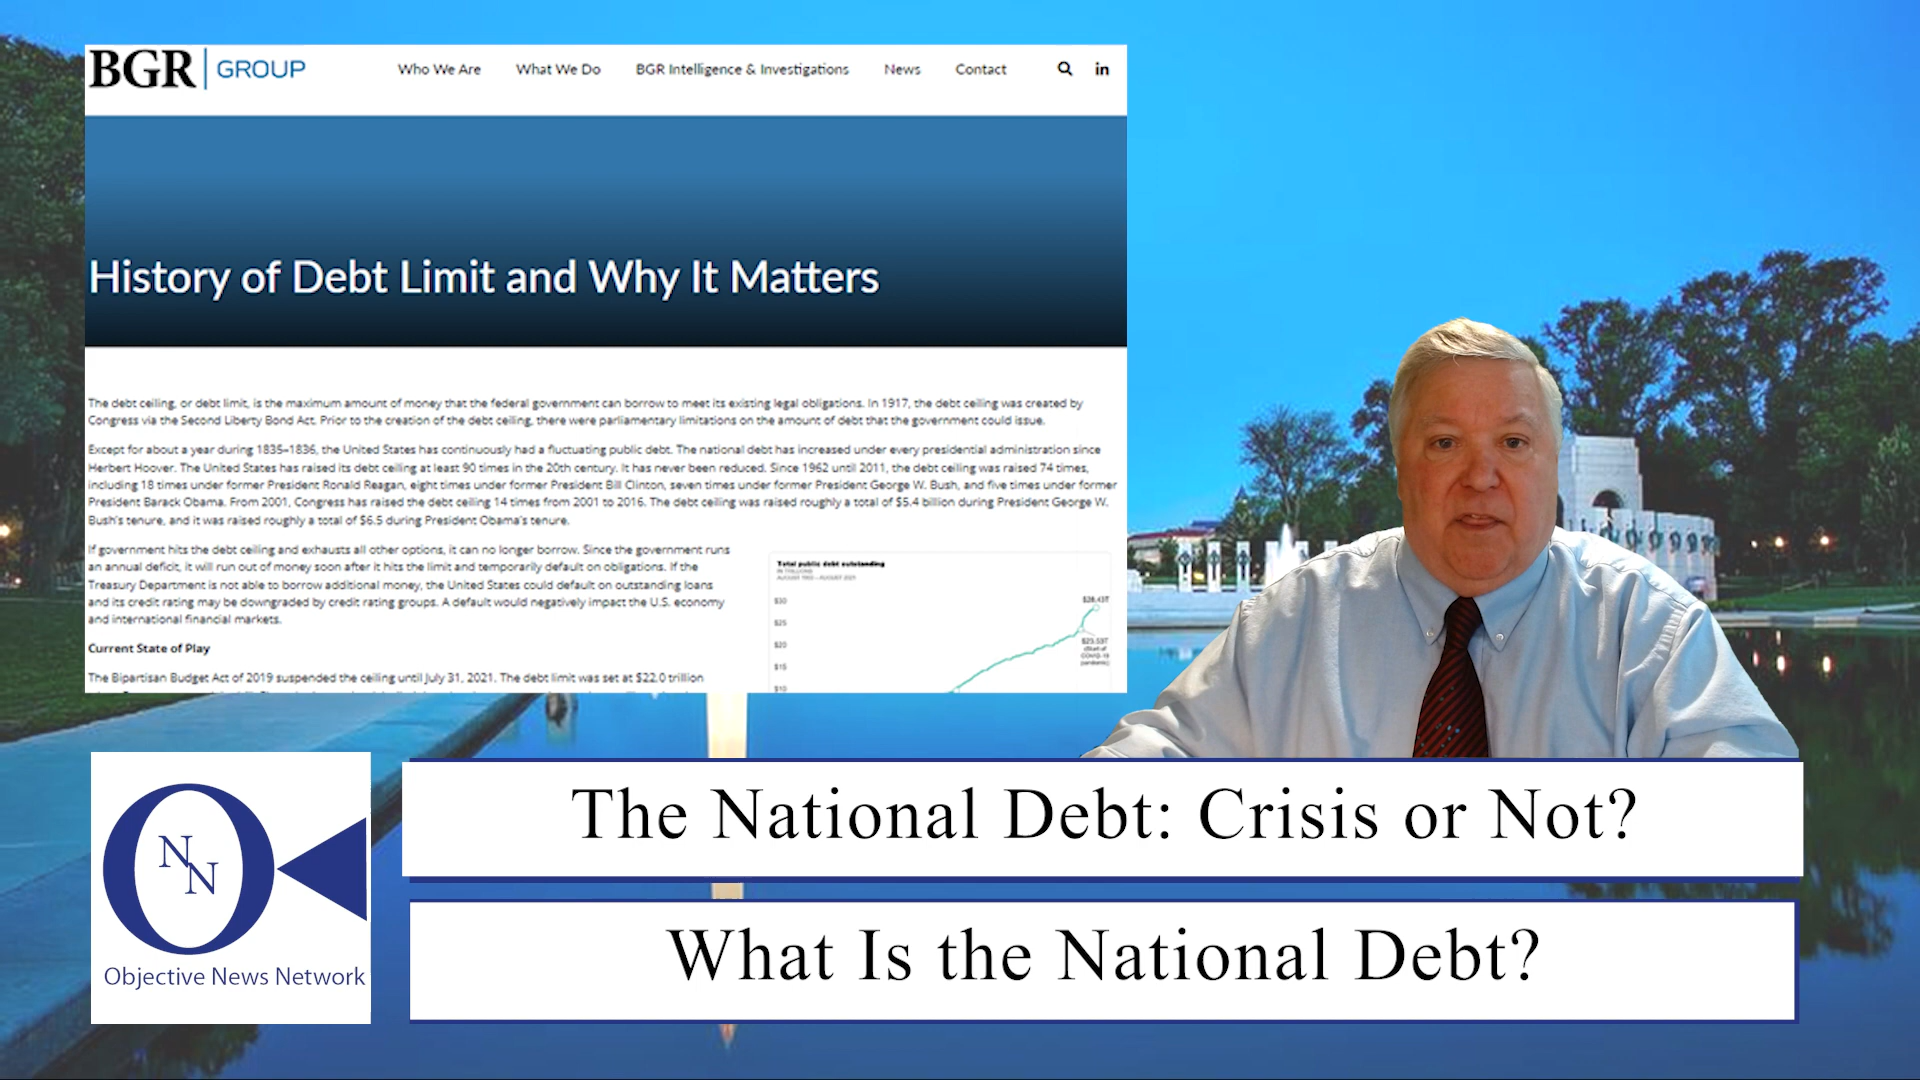 BGR GROUP
Who We Are What We Do BGR Intelligence & Investigations News Contact in
History of Debt Limit and Why It Matters
The debt ceiling, or debt limit, is the maximum amount of money that the federal government can borrow to meet its existing legal obligations. In 1917, the debt ceiling was created by
Congress via the Second Liberty Bond Act. Prior to the creation of the debt ceiling, there were parliamentary limitations on the amount of debt that the government could issue.
Except for about a year during 1835–1836, the United States has continuously had a fluctuating public debt. The national debt has increased under every presidential administration since
Herbert Hoover. The United States has raised its debt ceiling at least 90 times in the 20th century. It has never been reduced. Since 1962 until 2011, the debt ceiling was raised 74 times,
including 18 times under former President Ronald Reagan, eight times under former President Bill Clinton, seven times under former President George W. Bush, and five times under former
President Barack Obama. From 2001, Congress has raised the debt ceiling 14 times from 2001 to 2016. The debt ceiling was raised roughly a total of $5.4 billion during President George W.
Bush's tenure, and it was raised roughly a total of $6.5 during President Obama's tenure.
If government hits the debt ceiling and exhausts all other options, it can no longer borrow. Since the government runs
an annual deficit, it will run out of money soon after it hits the limit and temporarily default on obligations. If the
Treasury Department is not able to borrow additional money, the United States could default on outstanding loans
and its credit rating may be downgraded by credit rating groups. A default would negatively impact the U.S. economy
and international financial markets.
Current State of Play
The Bipartisan Budget Act of 2019 suspended the ceiling until July 31, 2021. The debt limit was set at $22.0 trillion
Total public debt outstanding
IN TRILLIONS
$30
$25
$20
$15
$10
$28.43T
$23.53T
(Start of
COVID-19
pandemic)
The National Debt: Crisis or Not?
What Is the National Debt?
O N N
Objective News Network